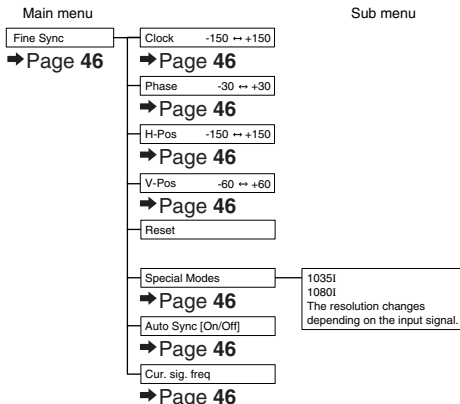 Main menu
Sub menu
Fine Sync
➡Page 46
Clock -150 ↔ +150
➡Page 46
Phase -30 ↔ +30
➡Page 46
H-Pos -150 ↔ +150
➡Page 46
V-Pos -60 ↔ +60
➡Page 46
Reset
Special Modes
➡Page 46
1035I
1080I
The resolution changes
depending on the input signal.
Auto Sync [On/Off]
➡Page 46
Cur. sig. freq
➡Page 46